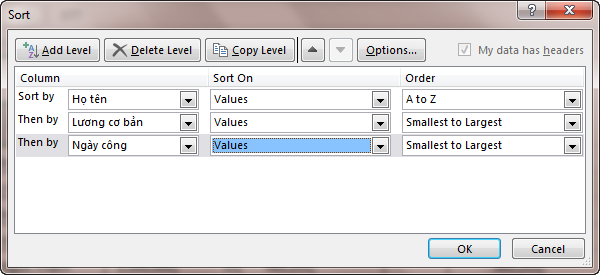 Sort
Add Level Delete Level Copy Level Options... My data has headers
Column Sort On Order
Sort by Họ tên Values A to Z
Then by Lương cơ bản Values Smallest to Largest
Then by Ngày công Values Smallest to Largest
OK Cancel